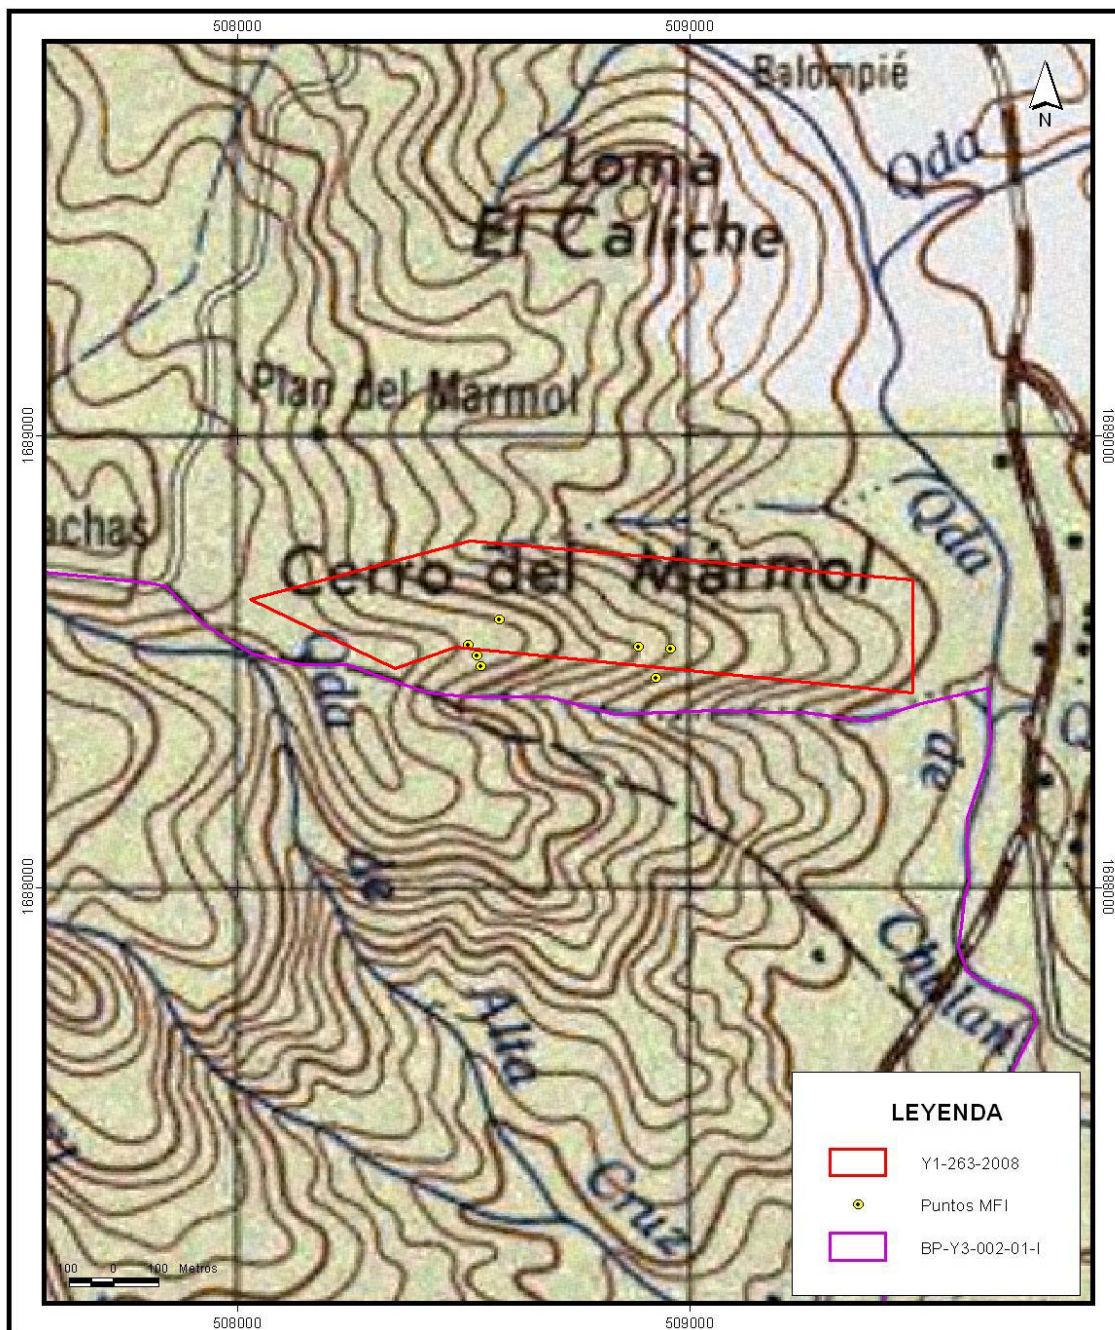 508000
509000
Balompié
N
Loma
El Caliche
Qda
Plan del Marmol
1689000
1689000
achas
Cerro del Mármol
Qda
Qda
de
Q
1688000
1688000
de
Chulan
Alta
Cruz
LEYENDA
Y1-263-2008
Puntos MFI
BP-Y3-002-01-I
100 0 100 Metros
508000
509000